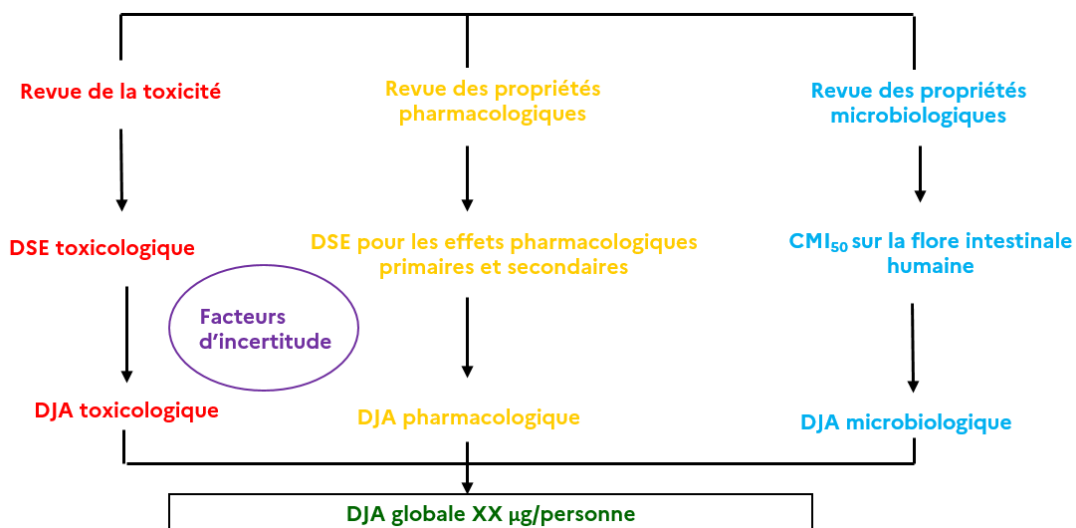 Revue de la toxicité
Revue des propriétés
pharmacologiques
Revue des propriétés
microbiologiques
DSE toxicologique
DSE pour les effets pharmacologiques
primaires et secondaires
CMI₅₀ sur la flore intestinale
humaine
Facteurs
d’incertitude
DJA toxicologique
DJA pharmacologique
DJA microbiologique
DJA globale XX µg/personne